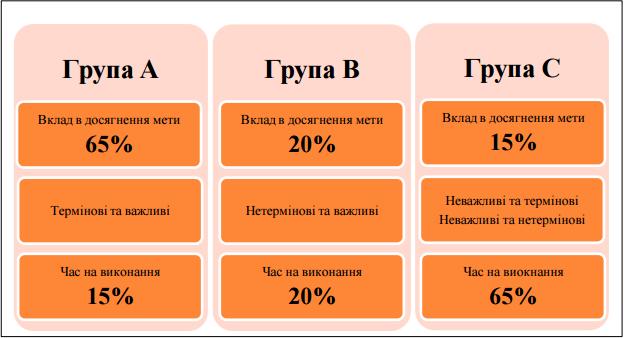 Група А
Вклад в досягнення мети
65%
Термінові та важливі
Час на виконання
15%
Група В
Вклад в досягнення мети
20%
Нетермінові та важливі
Час на виконання
20%
Група С
Вклад в досягнення мети
15%
Неважливі та термінові
Неважливі та нетермінові
Час на виокнання
65%